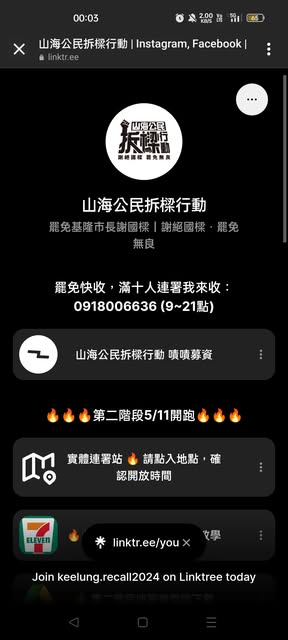 00:03
2.00 KB/S
5G
65
山海公民拆樑行動 | Instagram, Facebook |
linktr.ee
山海公民
拆樑行動
謝絕國樑 罷免無良
山海公民拆樑行動
罷免基隆市長謝國樑｜謝絕國樑．罷免
無良
罷免快收，滿十人連署我來收：
0918006636 (9~21點)
山海公民拆樑行動 嘖嘖募資
🔥🔥🔥第二階段5/11開跑🔥🔥🔥
實體連署站 🔥 請點入地點，確
認開放時間
7 ELEVEN
🔥
教學
linktr.ee/you
Join keelung.recall2024 on Linktree today